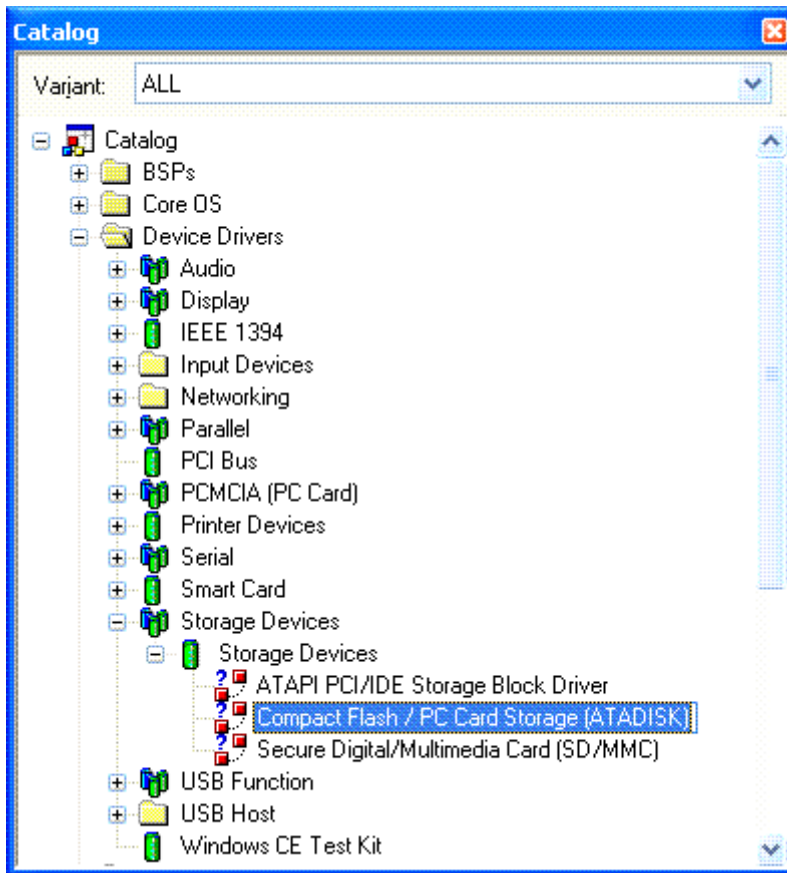 Catalog
Variant: ALL
Catalog
BSPs
Core OS
Device Drivers
Audio
Display
IEEE 1394
Input Devices
Networking
Parallel
PCI Bus
PCMCIA (PC Card)
Printer Devices
Serial
Smart Card
Storage Devices
Storage Devices
ATAPI PCI/IDE Storage Block Driver
Compact Flash / PC Card Storage (ATADISK)
Secure Digital/Multimedia Card (SD/MMC)
USB Function
USB Host
Windows CE Test Kit